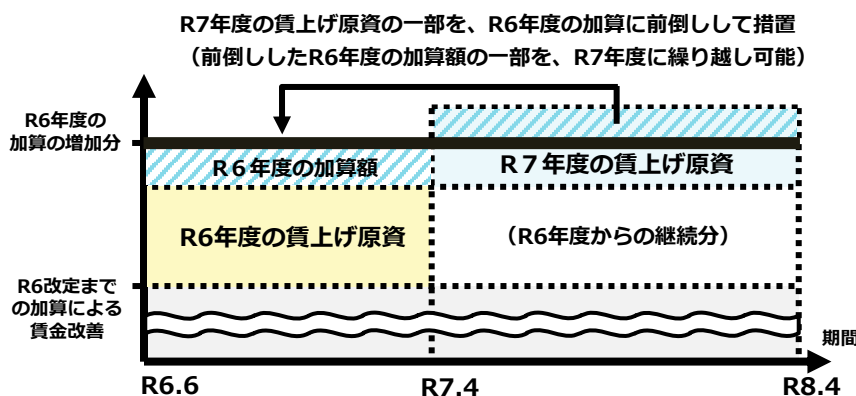 R7年度の賃上げ原資の一部を、R6年度の加算に前倒しして措置
（前倒ししたR6年度の加算額の一部を、R7年度に繰り越し可能）
R6年度の
加算の増加分
R６年度の加算額
R７年度の賃上げ原資
R6年度の賃上げ原資
（R6年度からの継続分）
R6改定まで
の加算による
賃金改善
期間
R6.6
R7.4
R8.4